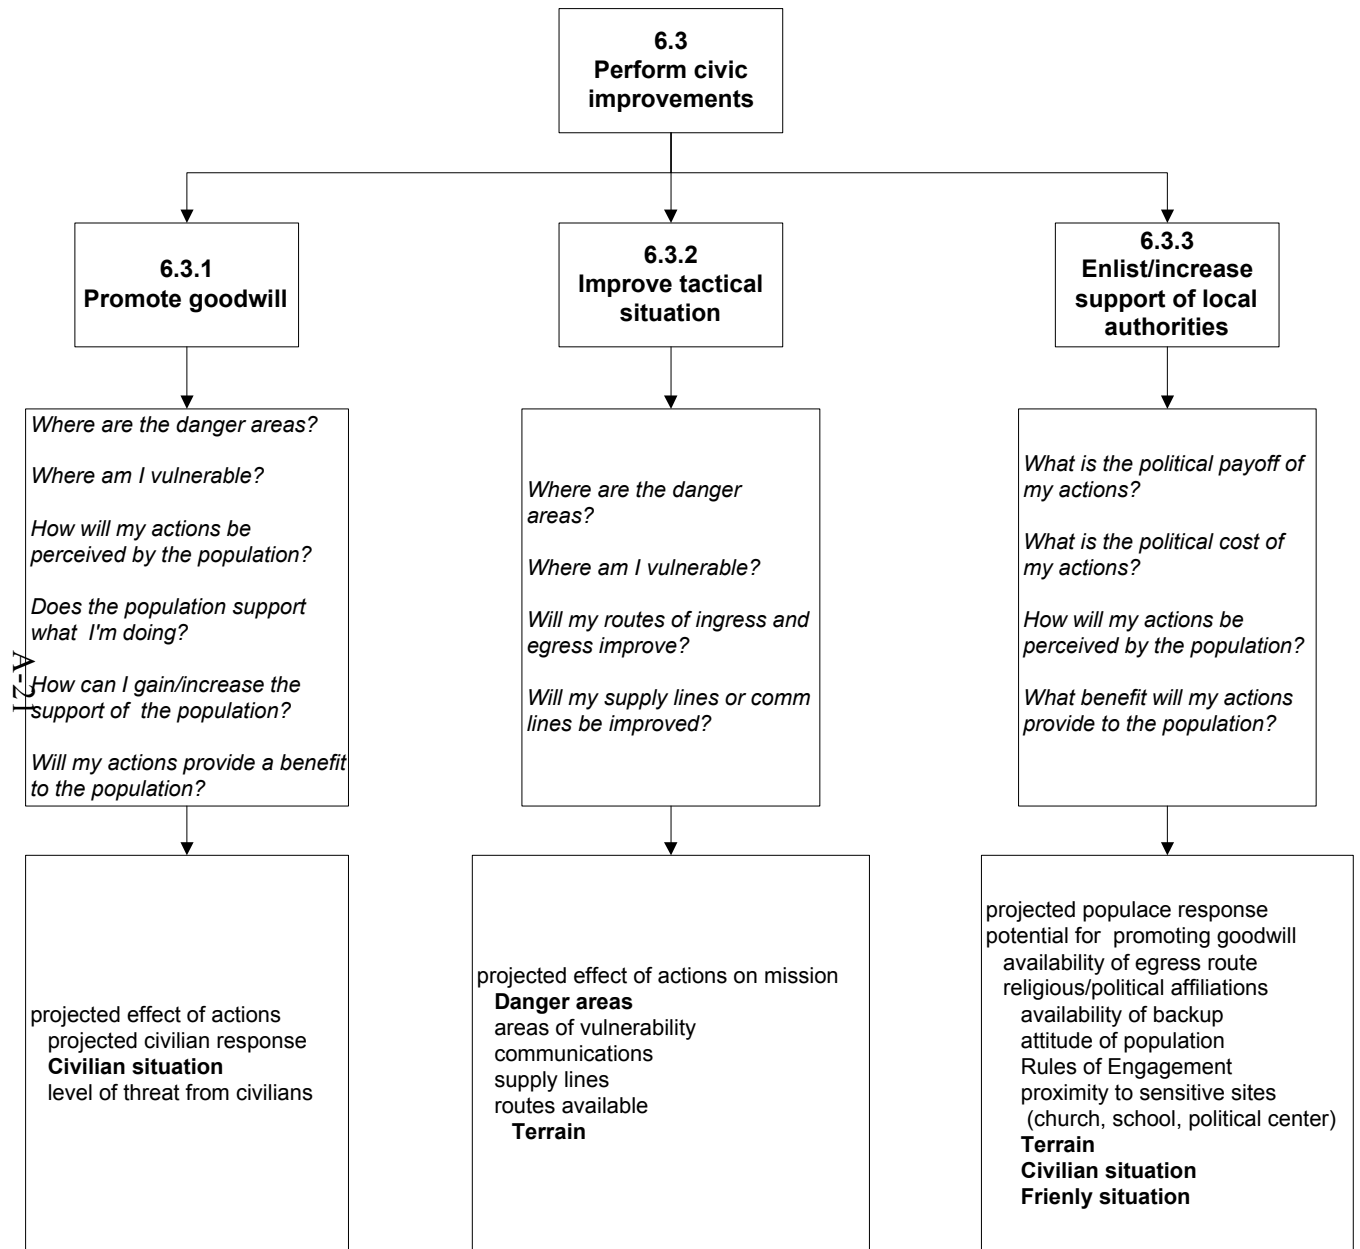 6.3
Perform civic
improvements
6.3.1
Promote goodwill
6.3.2
Improve tactical
situation
6.3.3
Enlist/increase
support of local
authorities
Where are the danger areas?
Where am I vulnerable?
How will my actions be
perceived by the population?
Does the population support
what  I'm doing?
How can I gain/increase the
support of  the population?
Will my actions provide a benefit
to the population?
Where are the danger
areas?
Where am I vulnerable?
Will my routes of ingress and
egress improve?
Will my supply lines or comm
lines be improved?
What is the political payoff of
my actions?
What is the political cost of
my actions?
How will my actions be
perceived by the population?
What benefit will my actions
provide to the population?
A-21
projected effect of actions
projected civilian response
Civilian situation
level of threat from civilians
projected effect of actions on mission
Danger areas
areas of vulnerability
communications
supply lines
routes available
Terrain
projected populace response
potential for  promoting goodwill
availability of egress route
religious/political affiliations
availability of backup
attitude of population
Rules of Engagement
proximity to sensitive sites
(church, school, political center)
Terrain
Civilian situation
Frienly situation